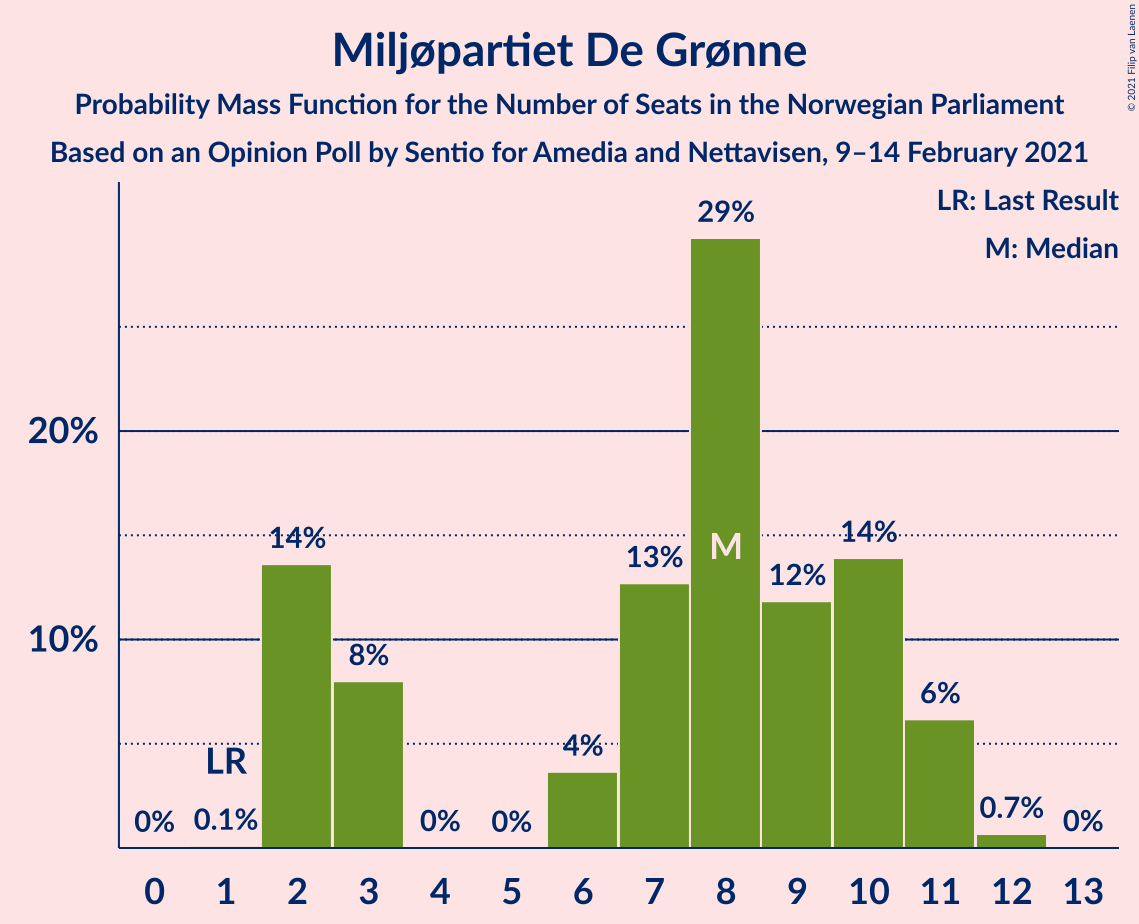 Miljøpartiet De Grønne
Probability Mass Function for the Number of Seats in the Norwegian Parliament
Based on an Opinion Poll by Sentio for Amedia and Nettavisen, 9–14 February 2021
© 2021 Filip van Laenen
LR: Last Result
M: Median
29%
20%
14%
13%
M
12%
14%
10%
8%
6%
LR
4%
0%
0.1%
0%
0%
0.7%
0%
0 1 2 3 4 5 6 7 8 9 10 11 12 13